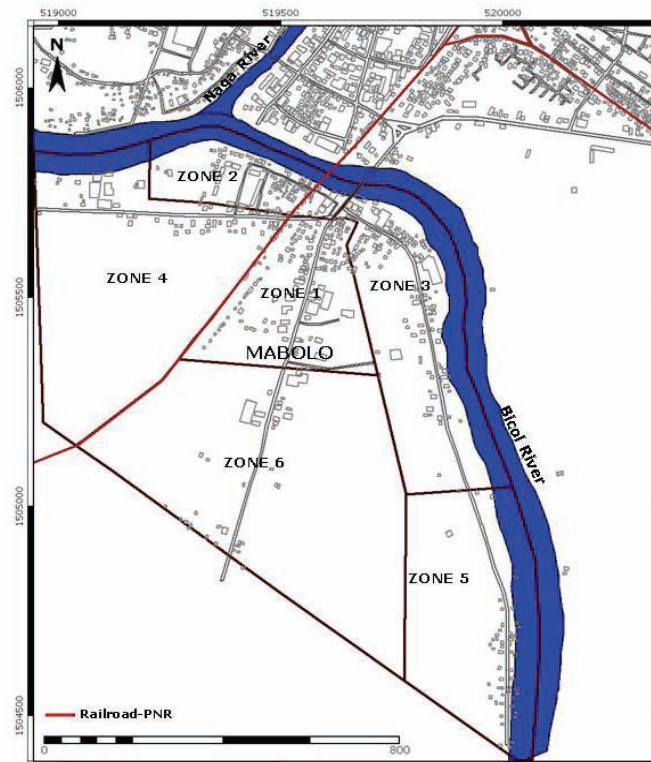 519000
519500
520000
N
1506000
Naga River
ZONE 2
ZONE 4
ZONE 3
1505500
ZONE 1
MABOLO
Bicol River
ZONE 6
1505000
ZONE 5
1504500
Railroad-PNR
0
800